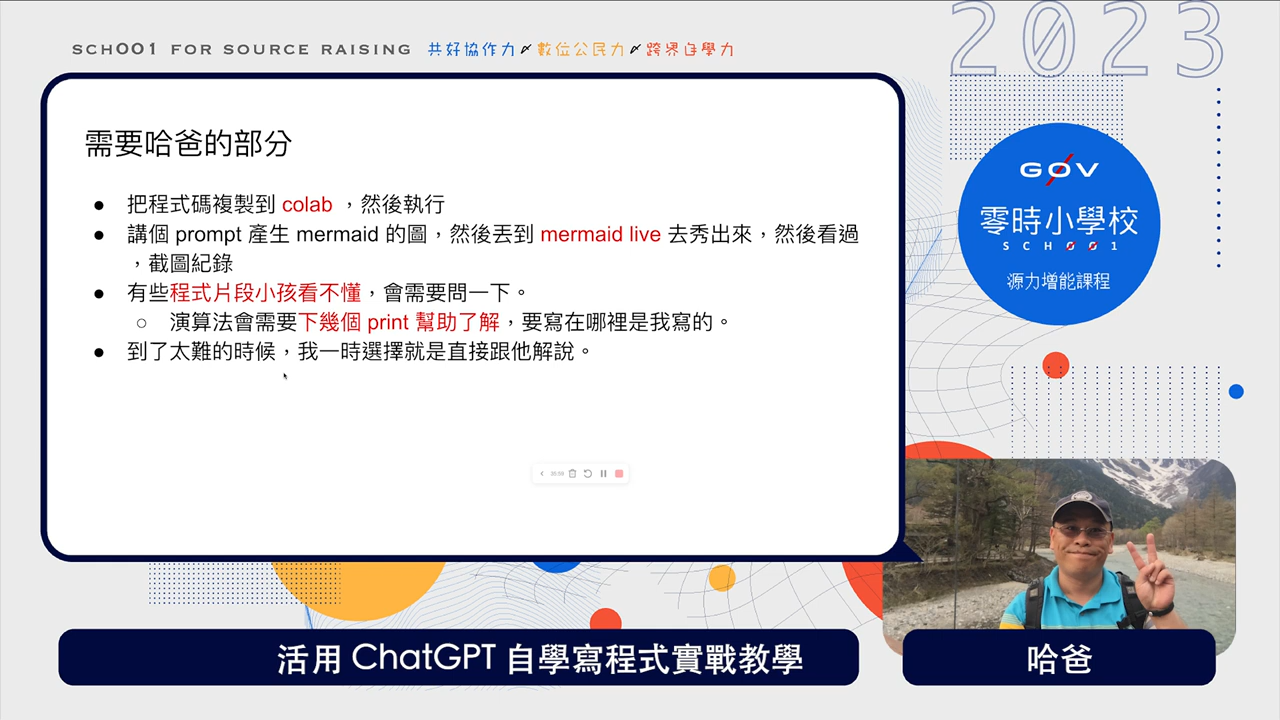 SCHOO1 FOR SOURCE RAISING 共好協作力 數位公民力 跨界自學力
2023
需要哈爸的部分
● 把程式碼複製到 colab ，然後執行
● 講個 prompt 產生 mermaid 的圖，然後丟到 mermaid live 去秀出來，然後看過
，截圖紀錄
● 有些程式片段小孩看不懂，會需要問一下。
○ 演算法會需要下幾個 print 幫助了解，要寫在哪裡是我寫的。
● 到了太難的時候，我一時選擇就是直接跟他解說。
G0V
零時小學校
SCH001
源力增能課程
活用 ChatGPT 自學寫程式實戰教學
哈爸